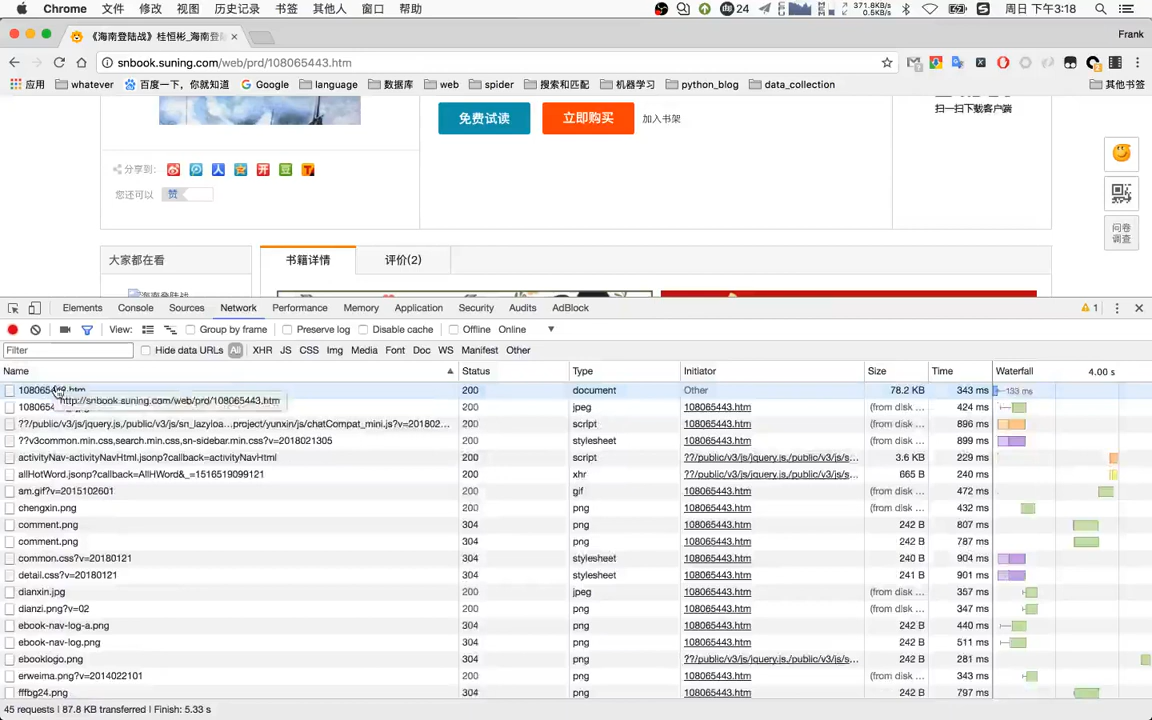 Chrome 文件 修改 视图 历史记录 书签 其他人 窗口 帮助 24 371.8KB/s 0.5KB/s 周日 下午3:18
《海南登陆战》桂恒彬_海南登 Frank
snbook.suning.com/web/prd/108065443.htm
应用 whatever 百度一下，你就知道 Google language 数据库 web spider 搜索和匹配 机器学习 python_blog data_collection 其他书签
免费试读 立即购买 加入书架 扫一扫下载客户端
分享到:
您还可以 赞
问卷
调查
大家都在看 书籍详情 评价(2)
海南登陆战
Elements Console Sources Network Performance Memory Application Security Audits AdBlock 1
View: Group by frame Preserve log Disable cache Offline Online
Filter Hide data URLs All XHR JS CSS Img Media Font Doc WS Manifest Other
Name Status Type Initiator Size Time Waterfall 4.00 s
108065443.htm 200 document Other 78.2 KB 343 ms 133 ms
http://snbook.suning.com/web/prd/108065443.htm
1080654 200 jpeg 108065443.htm (from disk ... 424 ms
??/public/v3/js/jquery.js,/public/v3/js/sn_lazyloa...project/yunxin/js/chatCompat_mini.js?v=201802... 200 script 108065443.htm (from disk ... 896 ms
??v3common.min.css,search.min.css,sn-sidebar.min.css?v=2018021305 200 stylesheet 108065443.htm (from disk ... 899 ms
activityNav-activityNavHtml.jsonp?callback=activityNavHtml 200 script ??/public/v3/js/jquery.js,/public/v3/js/s... 3.6 KB 229 ms
allHotWord.jsonp?callback=AllHWord&_=1516519099121 200 xhr ??/public/v3/js/jquery.js,/public/v3/js/s... 665 B 240 ms
am.gif?v=2015102601 200 gif 108065443.htm (from disk ... 472 ms
chengxin.png 200 png 108065443.htm (from disk ... 432 ms
comment.png 304 png 108065443.htm 242 B 807 ms
comment.png 304 png 108065443.htm 242 B 787 ms
common.css?v=20180121 304 stylesheet 108065443.htm 240 B 904 ms
detail.css?v=20180121 304 stylesheet 108065443.htm 241 B 901 ms
dianxin.jpg 200 jpeg 108065443.htm (from disk ... 357 ms
dianzi.png?v=02 200 png 108065443.htm (from disk ... 347 ms
ebook-nav-log-a.png 304 png 108065443.htm 242 B 440 ms
ebook-nav-log.png 304 png 108065443.htm 242 B 511 ms
ebooklogo.png 304 png ??/public/v3/js/jquery.js,/public/v3/js/s... 242 B 281 ms
erweima.png?v=2014022101 200 png 108065443.htm (from disk ... 343 ms
fffbg24.png 304 png 108065443.htm 242 B 797 ms
45 requests | 87.8 KB transferred | Finish: 5.33 s